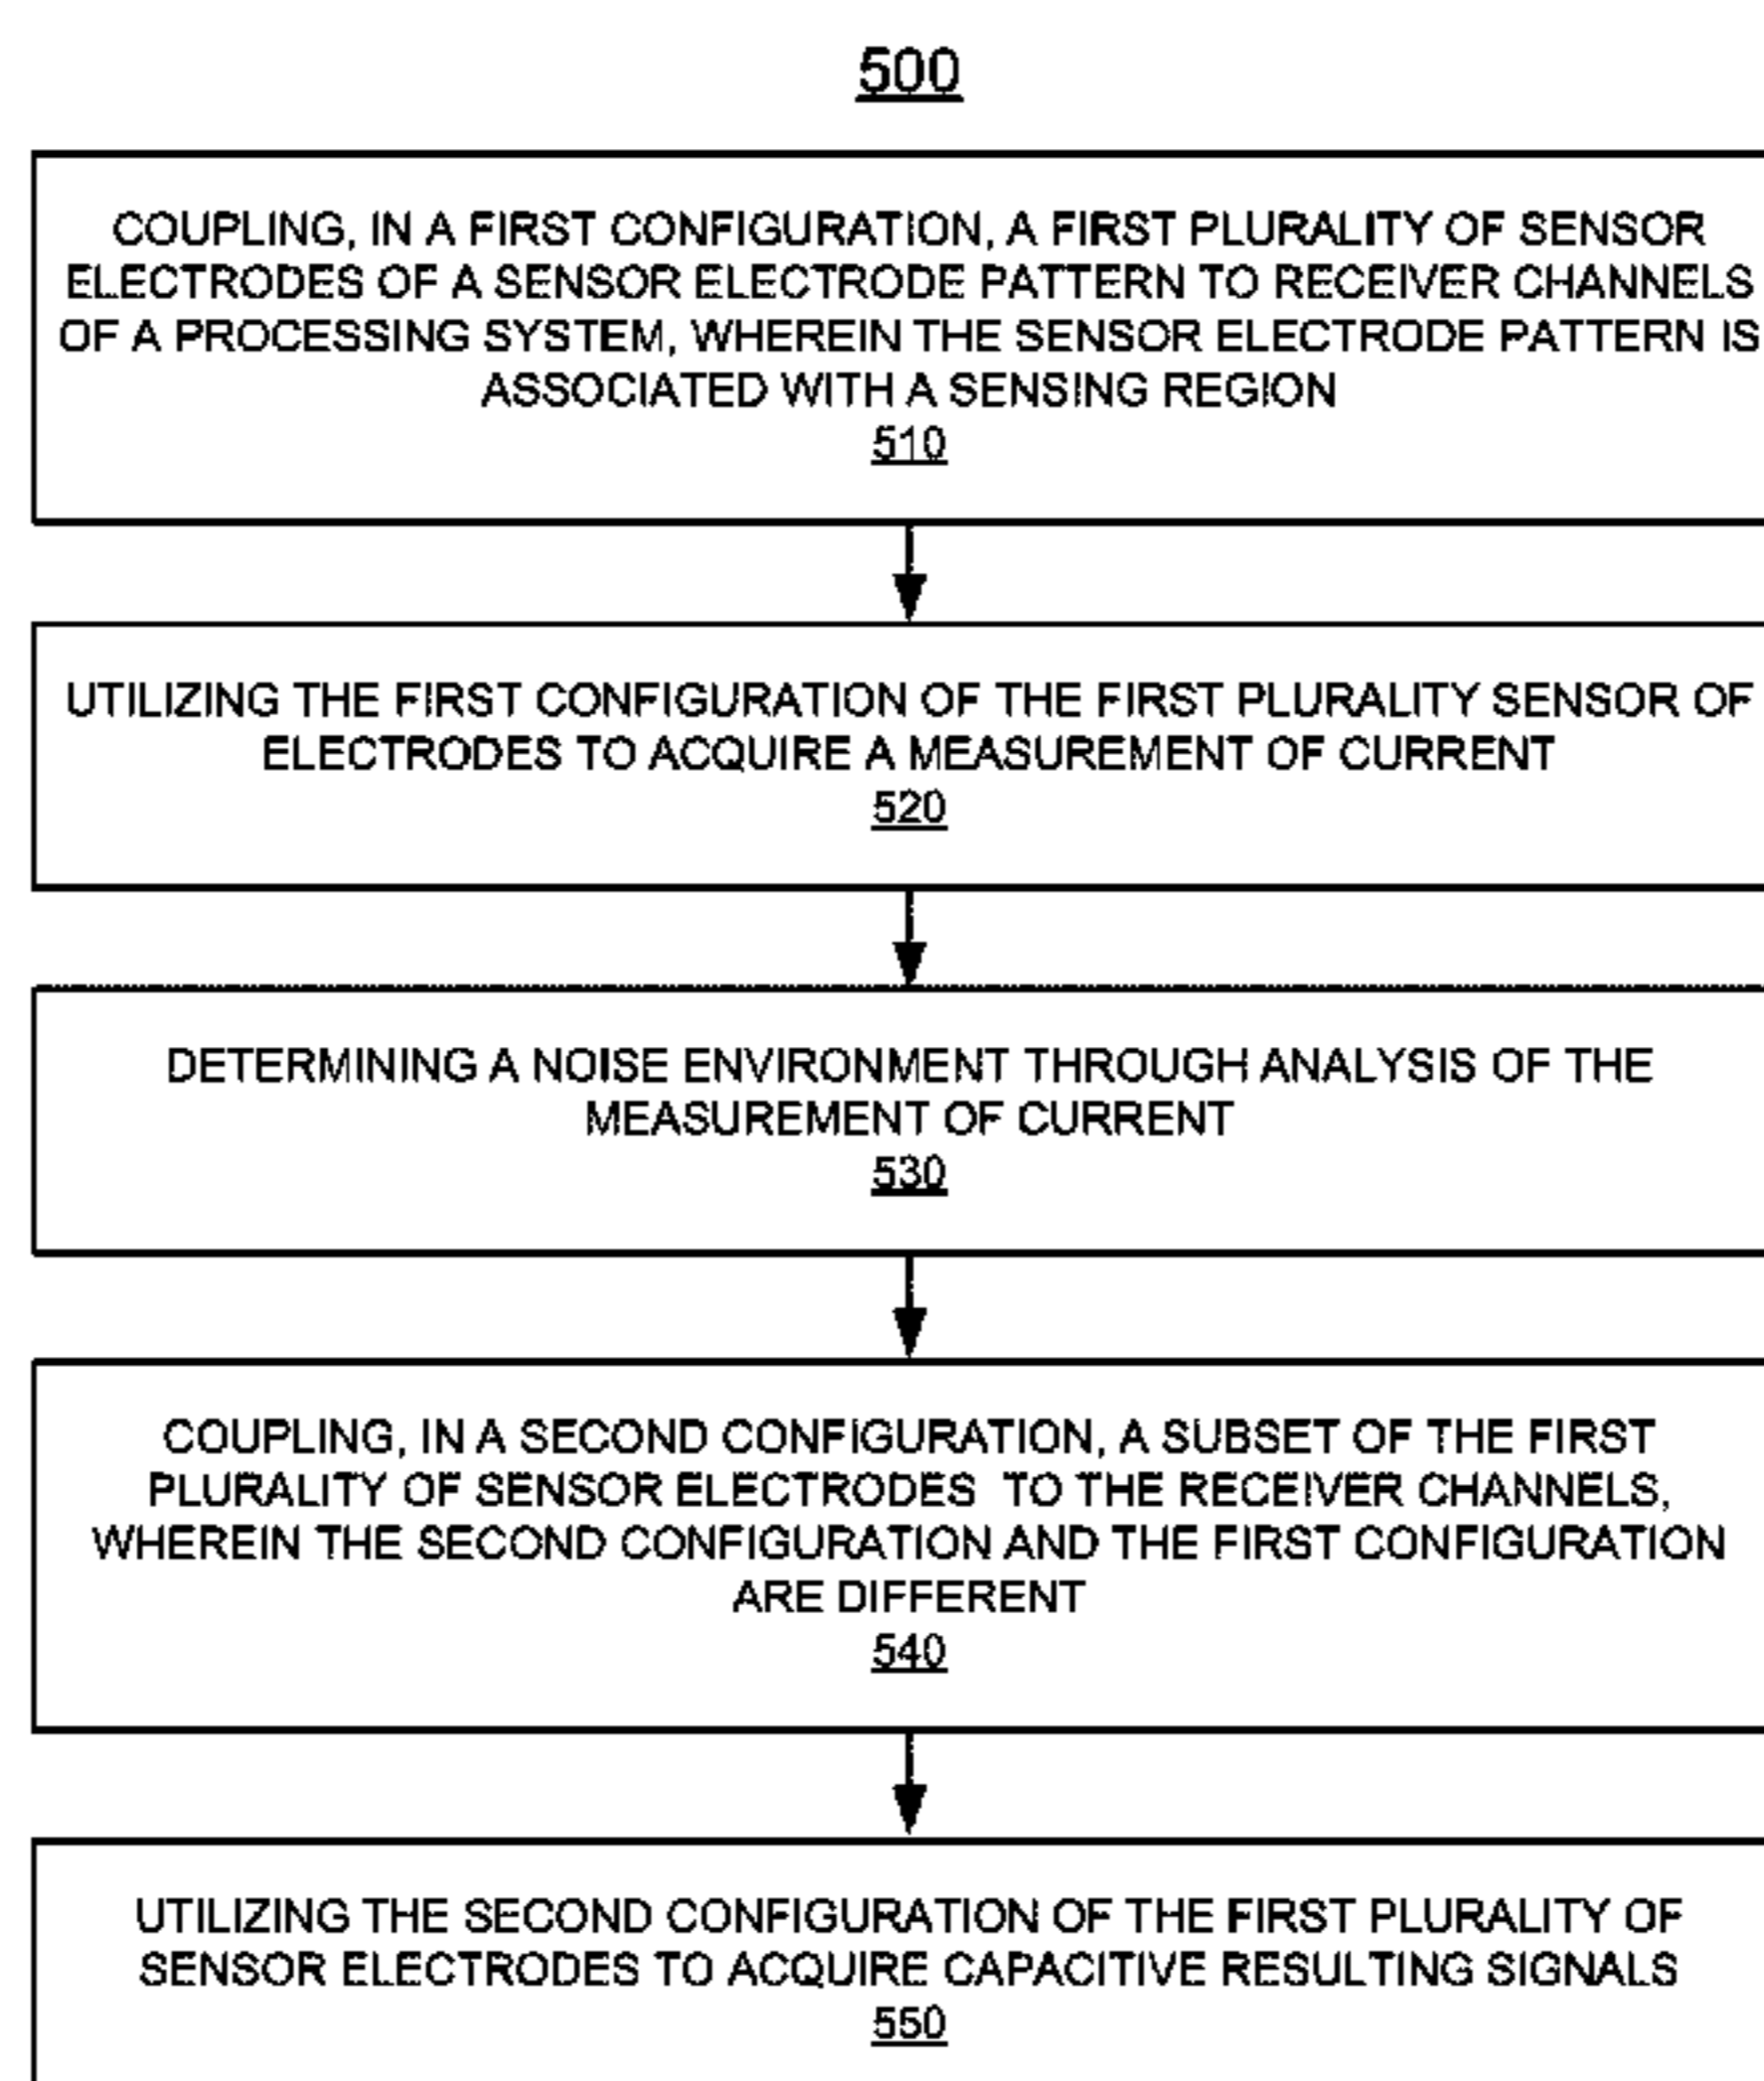 500
COUPLING, IN A FIRST CONFIGURATION, A FIRST PLURALITY OF SENSOR
ELECTRODES OF A SENSOR ELECTRODE PATTERN TO RECEIVER CHANNELS
OF A PROCESSING SYSTEM, WHEREIN THE SENSOR ELECTRODE PATTERN IS
ASSOCIATED WITH A SENSING REGION
510
UTILIZING THE FIRST CONFIGURATION OF THE FIRST PLURALITY SENSOR OF
ELECTRODES TO ACQUIRE A MEASUREMENT OF CURRENT
520
DETERMINING A NOISE ENVIRONMENT THROUGH ANALYSIS OF THE
MEASUREMENT OF CURRENT
530
COUPLING, IN A SECOND CONFIGURATION, A SUBSET OF THE FIRST
PLURALITY OF SENSOR ELECTRODES TO THE RECEIVER CHANNELS,
WHEREIN THE SECOND CONFIGURATION AND THE FIRST CONFIGURATION
ARE DIFFERENT
540
UTILIZING THE SECOND CONFIGURATION OF THE FIRST PLURALITY OF
SENSOR ELECTRODES TO ACQUIRE CAPACITIVE RESULTING SIGNALS
550